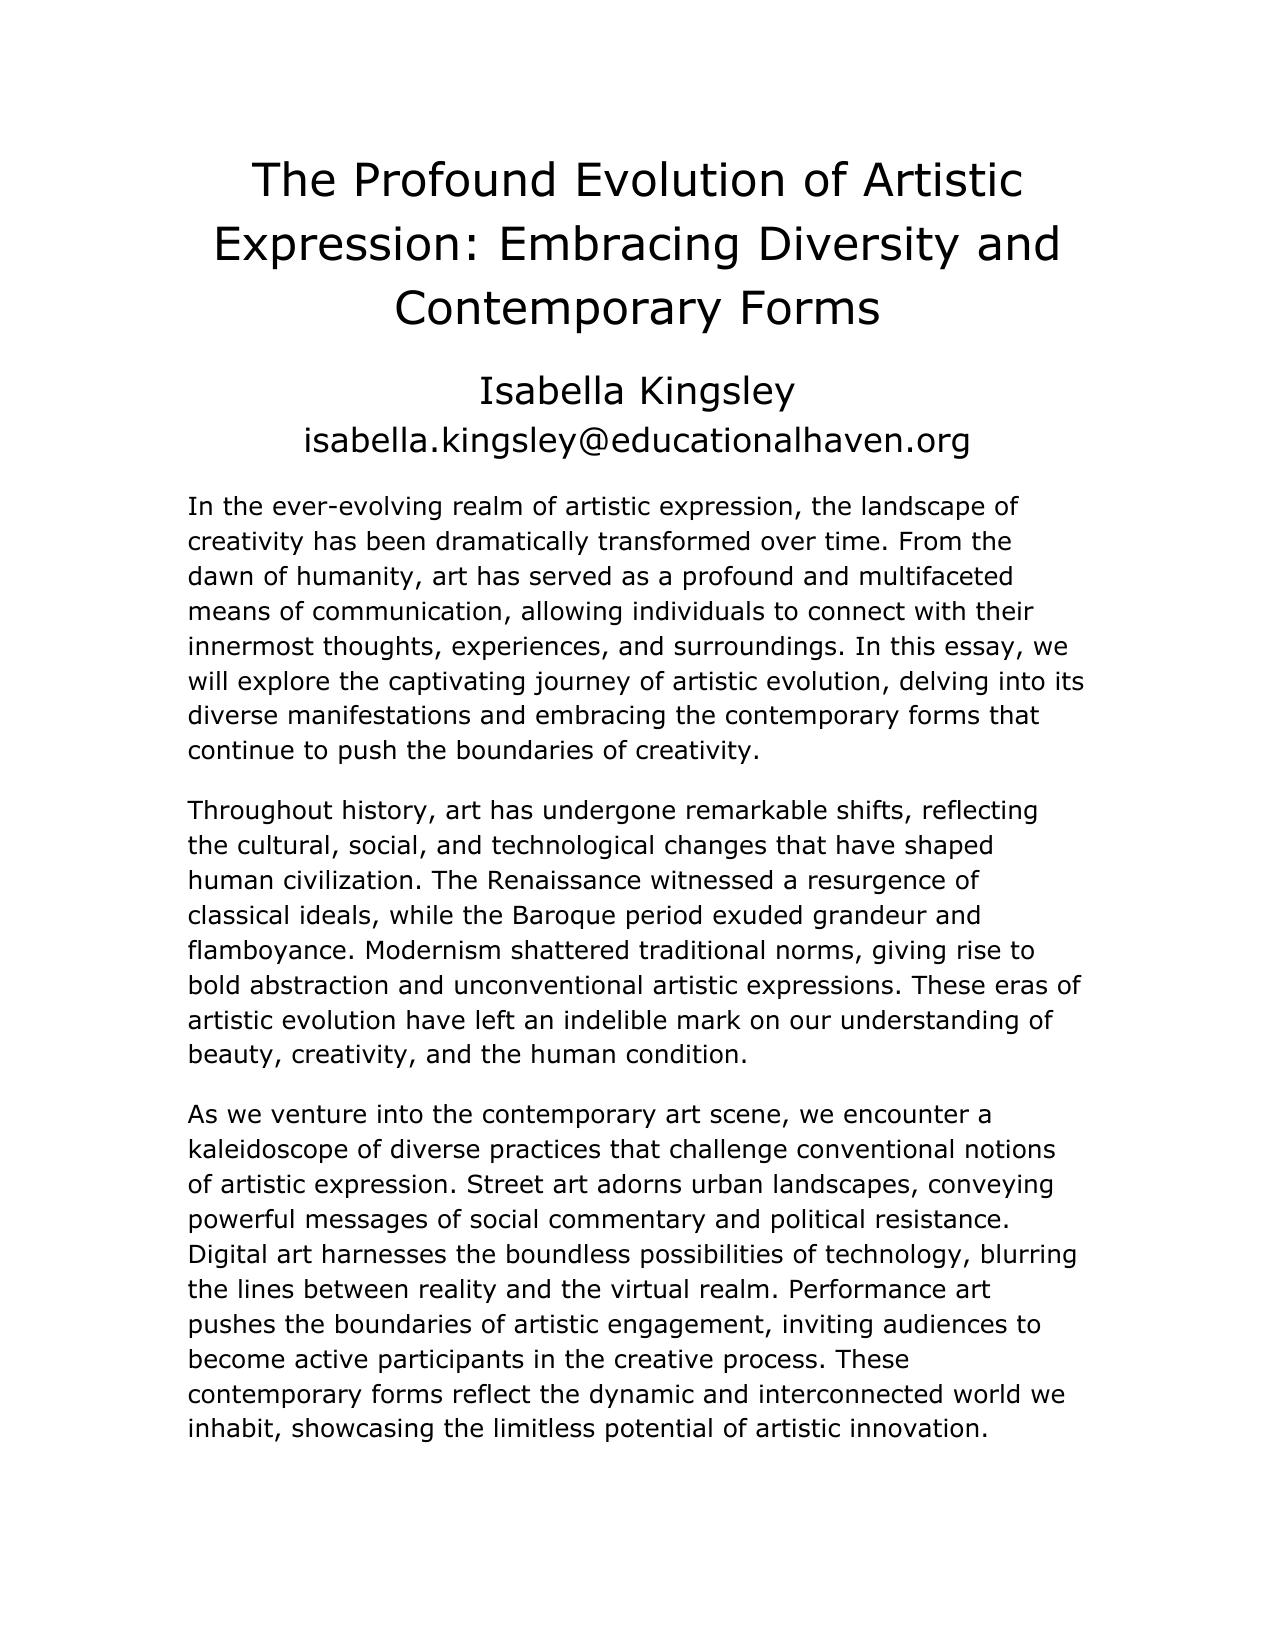 The Profound Evolution of Artistic
Expression: Embracing Diversity and
Contemporary Forms
Isabella Kingsley
isabella.kingsley@educationalhaven.org
In the ever-evolving realm of artistic expression, the landscape of
creativity has been dramatically transformed over time. From the
dawn of humanity, art has served as a profound and multifaceted
means of communication, allowing individuals to connect with their
innermost thoughts, experiences, and surroundings. In this essay, we
will explore the captivating journey of artistic evolution, delving into its
diverse manifestations and embracing the contemporary forms that
continue to push the boundaries of creativity.
Throughout history, art has undergone remarkable shifts, reflecting
the cultural, social, and technological changes that have shaped
human civilization. The Renaissance witnessed a resurgence of
classical ideals, while the Baroque period exuded grandeur and
flamboyance. Modernism shattered traditional norms, giving rise to
bold abstraction and unconventional artistic expressions. These eras of
artistic evolution have left an indelible mark on our understanding of
beauty, creativity, and the human condition.
As we venture into the contemporary art scene, we encounter a
kaleidoscope of diverse practices that challenge conventional notions
of artistic expression. Street art adorns urban landscapes, conveying
powerful messages of social commentary and political resistance.
Digital art harnesses the boundless possibilities of technology, blurring
the lines between reality and the virtual realm. Performance art
pushes the boundaries of artistic engagement, inviting audiences to
become active participants in the creative process. These
contemporary forms reflect the dynamic and interconnected world we
inhabit, showcasing the limitless potential of artistic innovation.